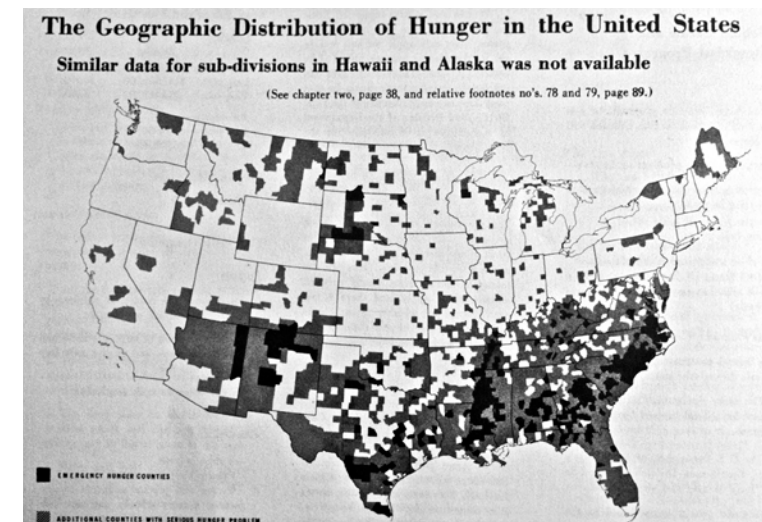 The Geographic Distribution of Hunger in the United States
Similar data for sub-divisions in Hawaii and Alaska was not available
(See chapter two, page 38, and relative footnotes no's. 78 and 79, page 89.)
EMERGENCY HUNGER COUNTIES
ADDITIONAL COUNTIES WITH SERIOUS HUNGER PROBLEM